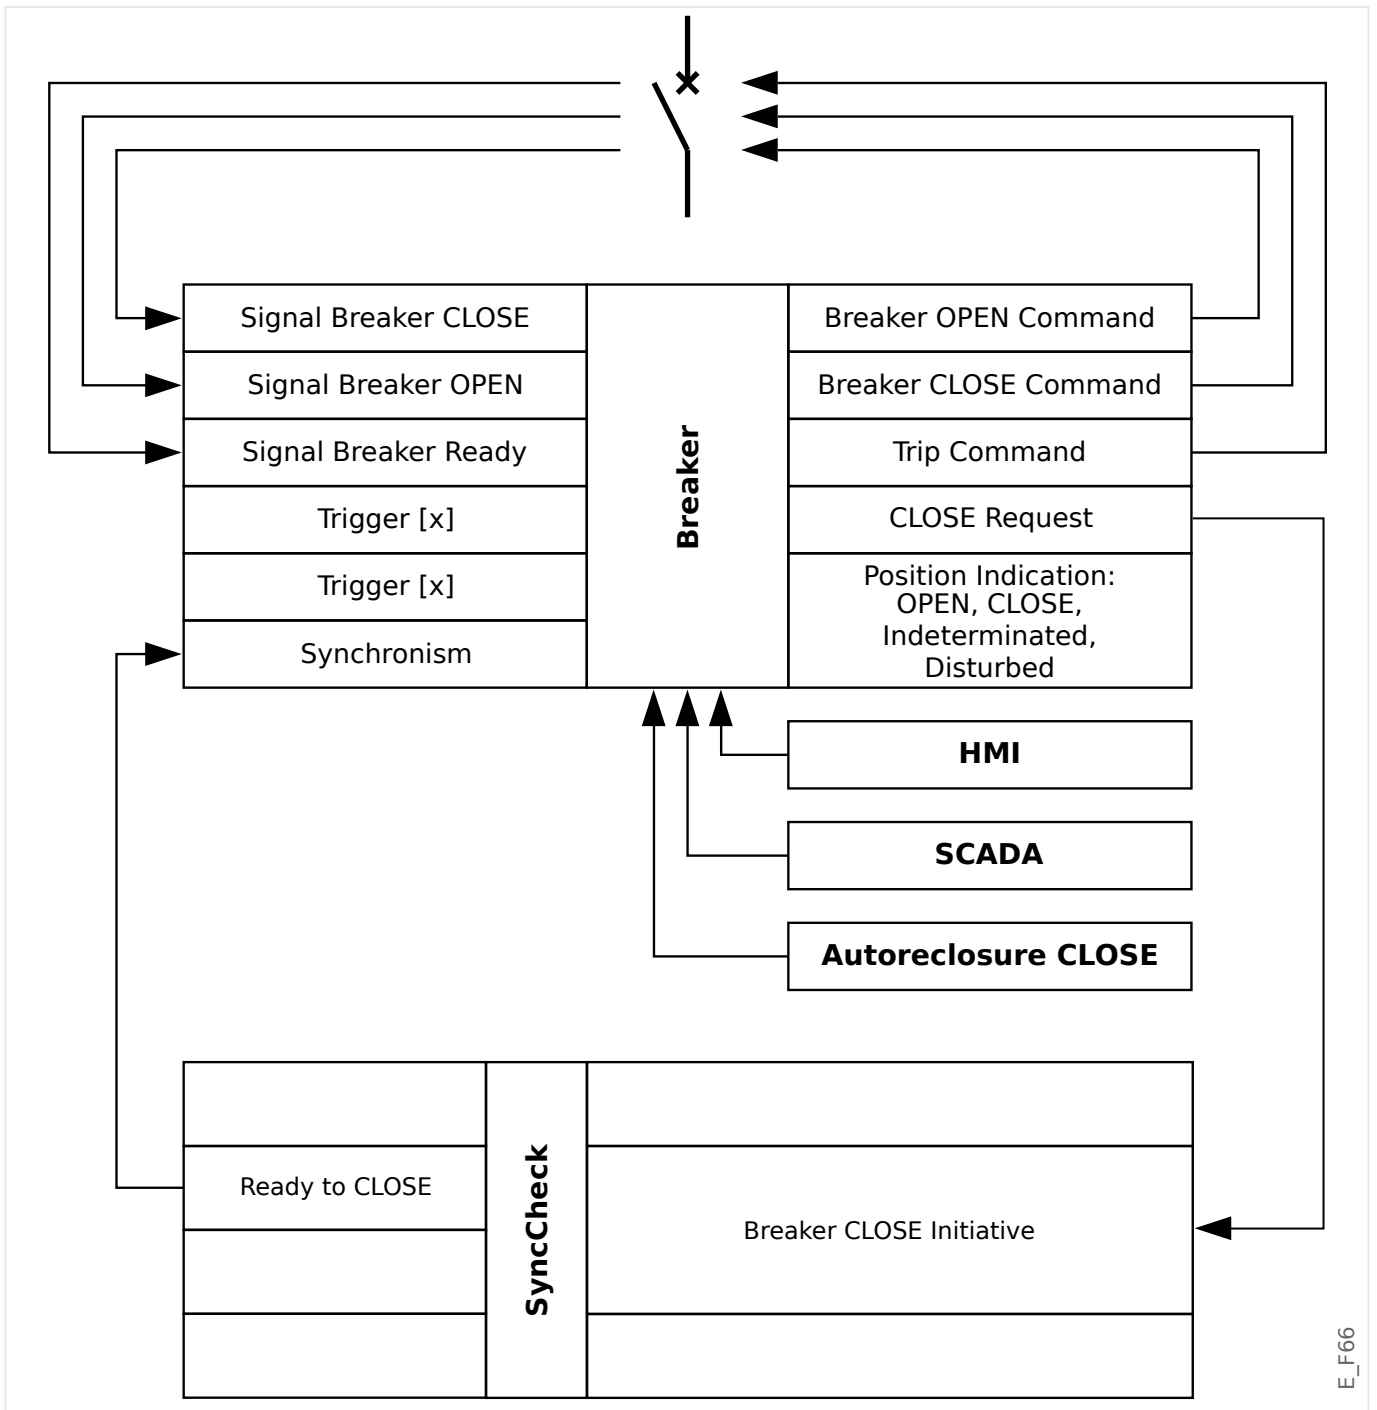 Signal Breaker CLOSE
Signal Breaker OPEN
Signal Breaker Ready
Trigger [x]
Trigger [x]
Synchronism
Breaker
Breaker OPEN Command
Breaker CLOSE Command
Trip Command
CLOSE Request
Position Indication:
OPEN, CLOSE,
Indeterminated,
Disturbed
HMI
SCADA
Autoreclosure CLOSE
Ready to CLOSE
SyncCheck
Breaker CLOSE Initiative
E_F66